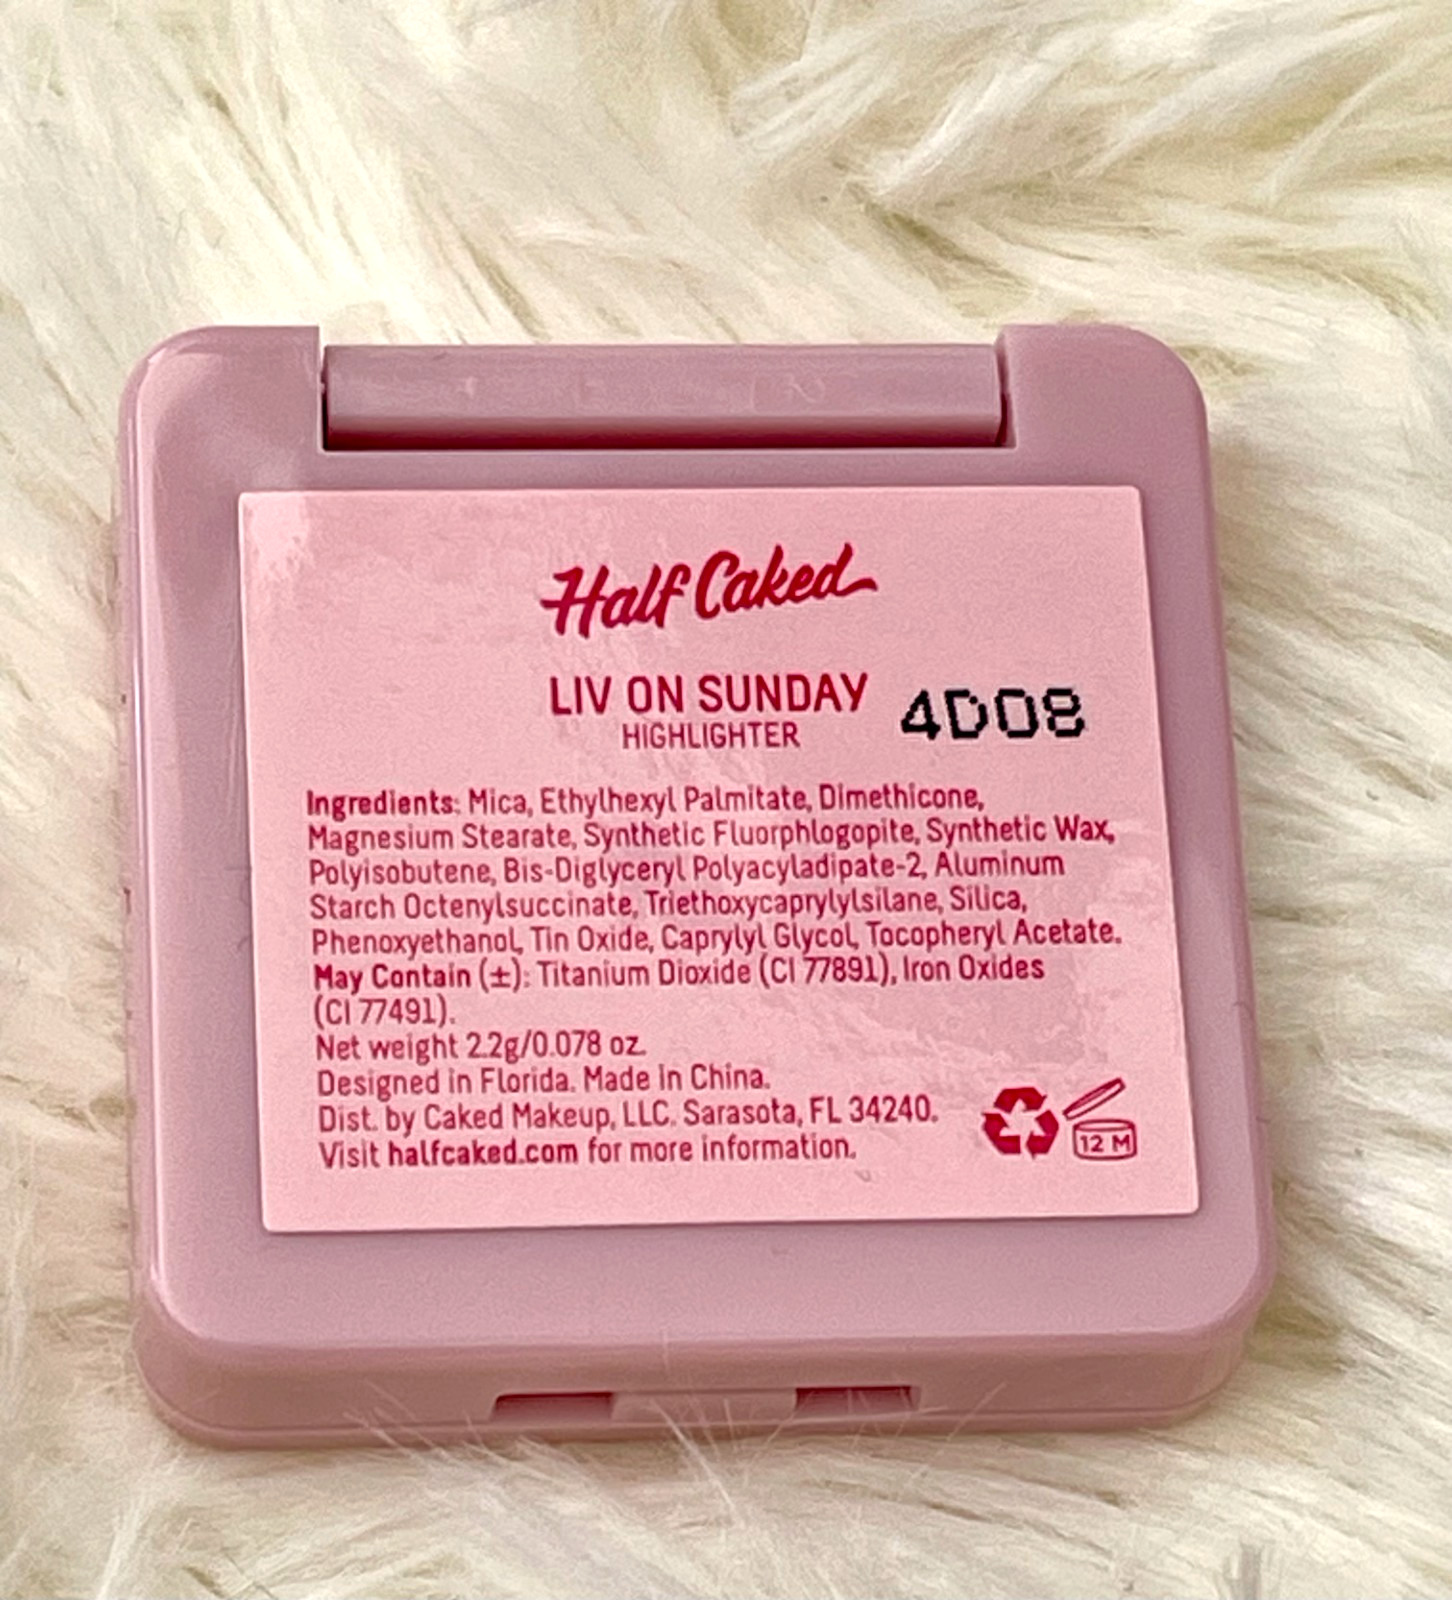 Half Caked
LIV ON SUNDAY
HIGHLIGHTER
4D08
Ingredients: Mica, Ethylhexyl Palmitate, Dimethicone,
Magnesium Stearate, Synthetic Fluorphlogopite, Synthetic Wax,
Polyisobutene, Bis-Diglyceryl Polyacyladipate-2, Aluminum
Starch Octenylsuccinate, Triethoxycaprylylsilane, Silica,
Phenoxyethanol, Tin Oxide, Caprylyl Glycol, Tocopheryl Acetate.
May Contain (±): Titanium Dioxide (CI 77891), Iron Oxides
(CI 77491).
Net weight 2.2g/0.078 oz.
Designed in Florida. Made in China.
Dist. by Caked Makeup, LLC. Sarasota, FL 34240.
Visit halfcaked.com for more information.
12 M